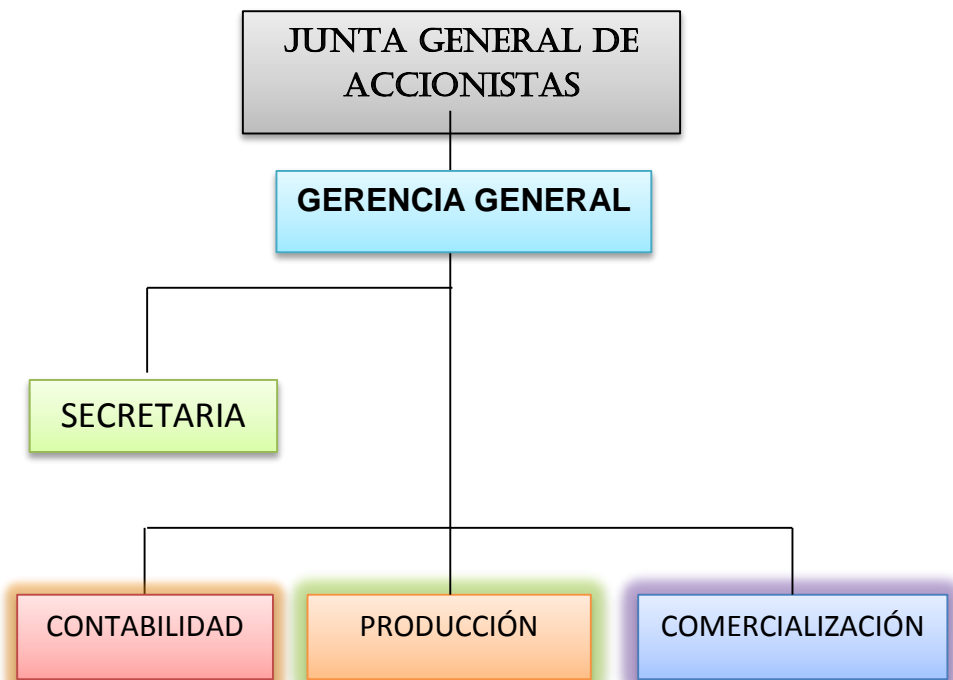 JUNTA GENERAL DE
ACCIONISTAS
GERENCIA GENERAL
SECRETARIA
CONTABILIDAD
PRODUCCIÓN
COMERCIALIZACIÓN